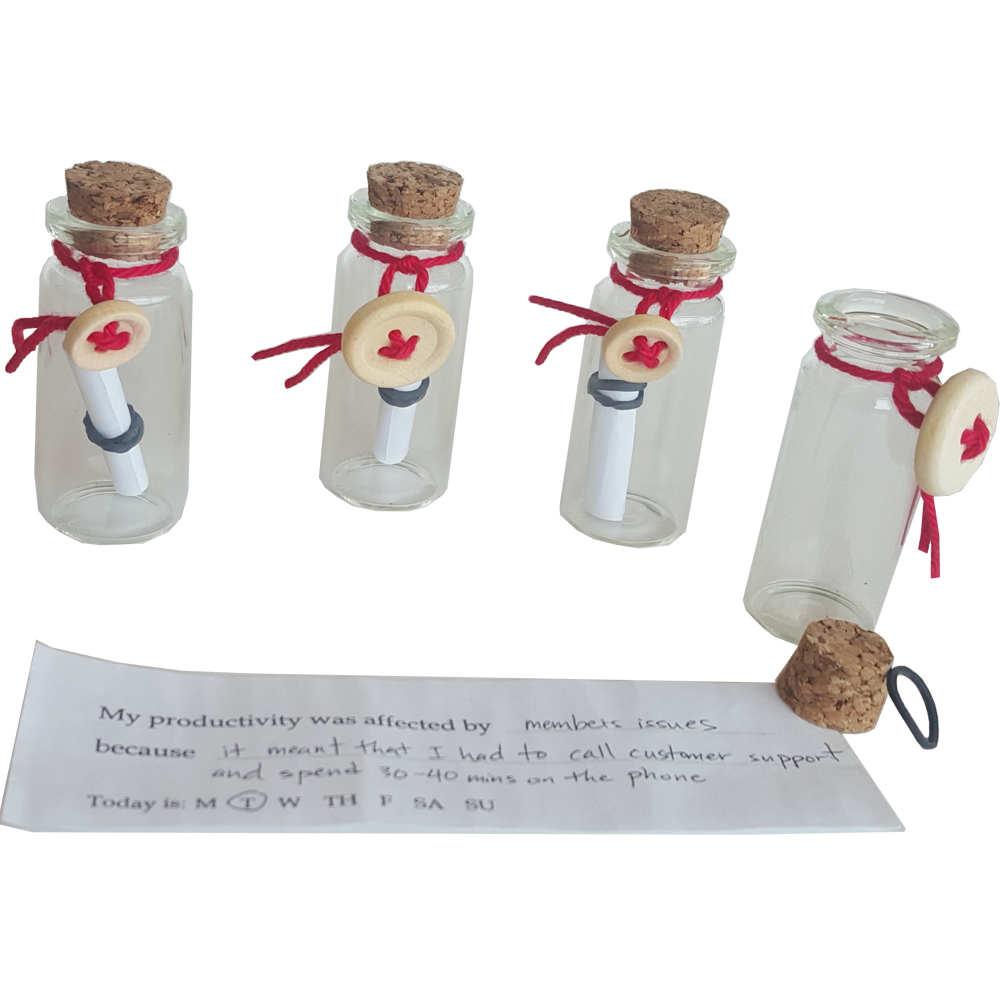 My productivity was affected by members issues
because it meant that I had to call customer support
and spend 30-40 mins on the phone
Today is: M T W TH F SA SU